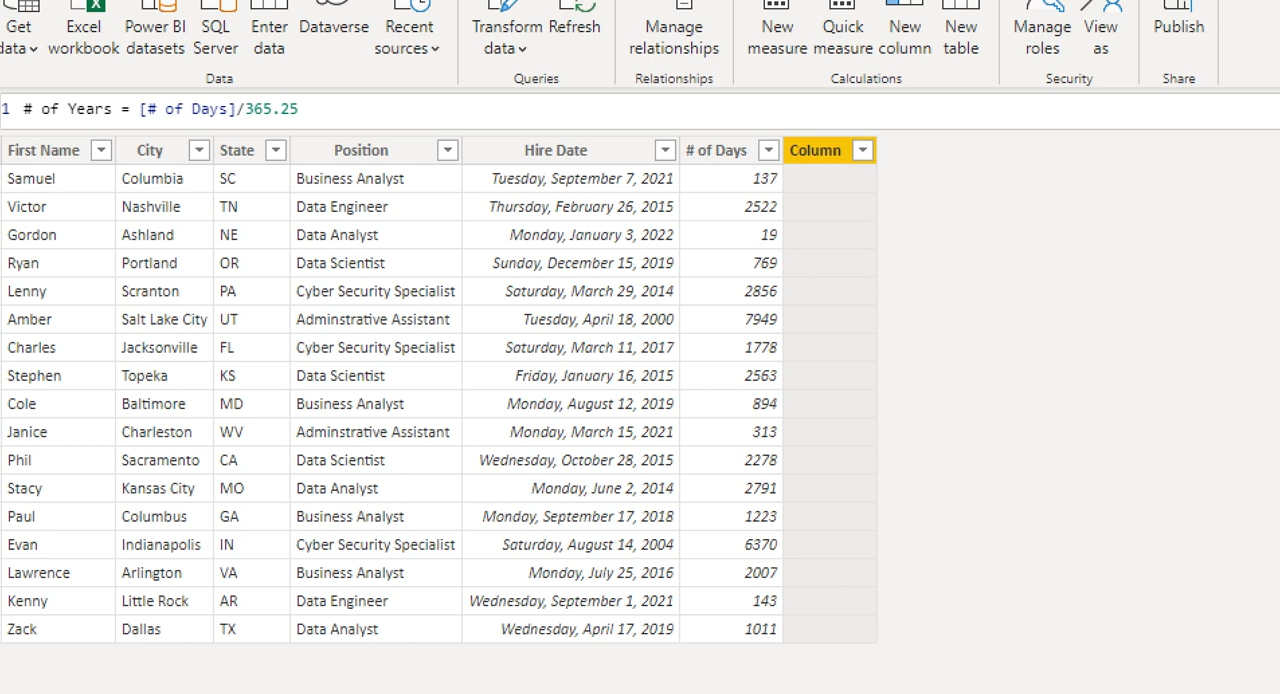 Get data
Excel workbook
Power BI datasets
SQL Server
Enter data
Dataverse
Recent sources
Transform data
Refresh
Manage relationships
New measure
Quick measure
New column
New table
Manage roles
View as
Publish
Data
Queries
Relationships
Calculations
Security
Share
1 # of Years = [# of Days]/365.25
First Name City State Position Hire Date # of Days Column
Samuel Columbia SC Business Analyst Tuesday, September 7, 2021 137
Victor Nashville TN Data Engineer Thursday, February 26, 2015 2522
Gordon Ashland NE Data Analyst Monday, January 3, 2022 19
Ryan Portland OR Data Scientist Sunday, December 15, 2019 769
Lenny Scranton PA Cyber Security Specialist Saturday, March 29, 2014 2856
Amber Salt Lake City UT Adminstrative Assistant Tuesday, April 18, 2000 7949
Charles Jacksonville FL Cyber Security Specialist Saturday, March 11, 2017 1778
Stephen Topeka KS Data Scientist Friday, January 16, 2015 2563
Cole Baltimore MD Business Analyst Monday, August 12, 2019 894
Janice Charleston WV Adminstrative Assistant Monday, March 15, 2021 313
Phil Sacramento CA Data Scientist Wednesday, October 28, 2015 2278
Stacy Kansas City MO Data Analyst Monday, June 2, 2014 2791
Paul Columbus GA Business Analyst Monday, September 17, 2018 1223
Evan Indianapolis IN Cyber Security Specialist Saturday, August 14, 2004 6370
Lawrence Arlington VA Business Analyst Monday, July 25, 2016 2007
Kenny Little Rock AR Data Engineer Wednesday, September 1, 2021 143
Zack Dallas TX Data Analyst Wednesday, April 17, 2019 1011